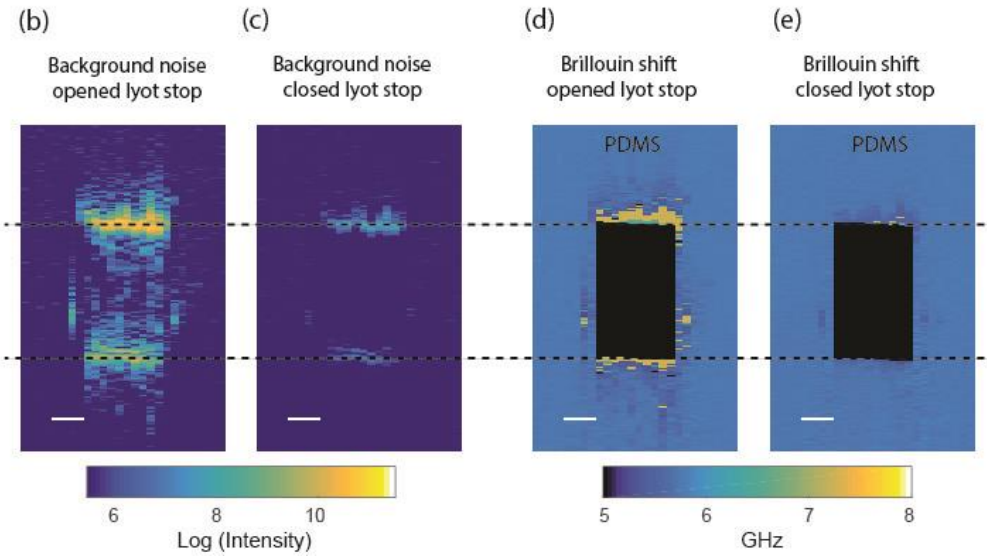 (b)
Background noise
opened lyot stop
(c)
Background noise
closed lyot stop
(d)
Brillouin shift
opened lyot stop
(e)
Brillouin shift
closed lyot stop
PDMS
PDMS
6 8 10
Log (Intensity)
5 6 7 8
GHz